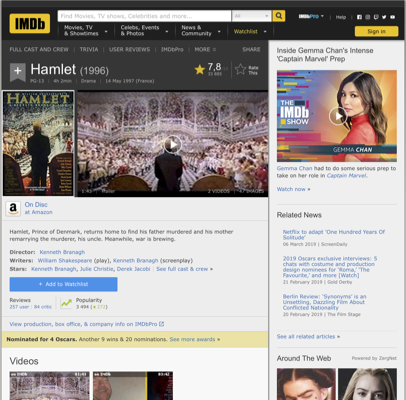 IMDb
Find Movies, TV shows, Celebrities and more...
All
IMDbPro
Help
Movies, TV
& Showtimes
Celebs, Events
& Photos
News &
Community
Watchlist
Sign in
FULL CAST AND CREW | TRIVIA | USER REVIEWS | IMDbPro | MORE
SHARE
Hamlet (1996)
PG-13 | 4h 2min | Drama | 14 May 1997 (France)
7,8
Rate
This
HAMLET
1:43 | Trailer
2 VIDEOS | 47 IMAGES
On Disc
at Amazon
Hamlet, Prince of Denmark, returns home to find his father murdered and his mother
remarrying the murderer, his uncle. Meanwhile, war is brewing.
Director: Kenneth Branagh
Writers: William Shakespeare (play), Kenneth Branagh (screenplay)
Stars: Kenneth Branagh, Julie Christie, Derek Jacobi | See full cast & crew »
+ Add to Watchlist
Reviews
257 user | 84 critic
Popularity
3 494
View production, box office, & company info on IMDbPro
Nominated for 4 Oscars. Another 9 wins & 20 nominations. See more awards »
Videos
Inside Gemma Chan's Intense
'Captain Marvel' Prep
THE
IMDb
SHOW
GEMMA CHAN
Gemma Chan had to do some serious prep to
take on her role in Captain Marvel.
Watch now »
Related News
Netflix to adapt 'One Hundred Years Of
Solitude'
06 March 2019 | ScreenDaily
2019 Oscars exclusive interviews: 5
chats with costume and production
design nominees for 'Roma,' 'The
Favourite,' and more [Watch]
21 February 2019 | Gold Derby
Berlin Review: 'Synonyms' is an
Unsettling, Dazzling Film About
Conflicted Nationality
20 February 2019 | The Film Stage
See all related articles »
Around The Web
Powered by ZergNet